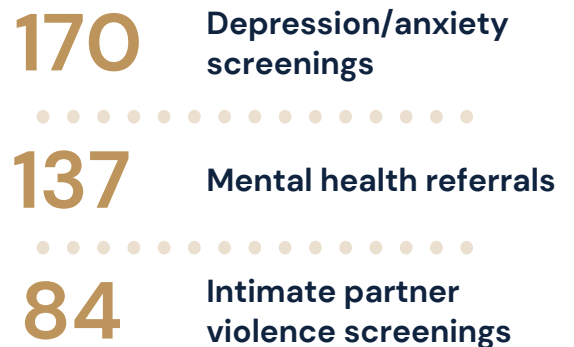 170
Depression/anxiety
screenings
137
Mental health referrals
84
Intimate partner
violence screenings